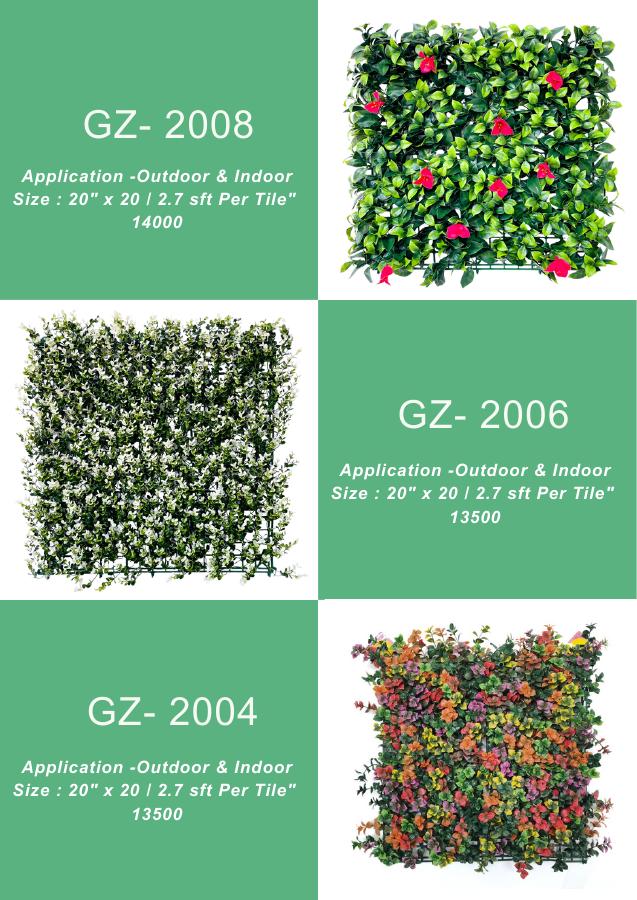 GZ- 2008
Application -Outdoor & Indoor
Size : 20" x 20 / 2.7 sft Per Tile"
14000
GZ- 2006
Application -Outdoor & Indoor
Size : 20" x 20 / 2.7 sft Per Tile"
13500
GZ- 2004
Application -Outdoor & Indoor
Size : 20" x 20 / 2.7 sft Per Tile"
13500